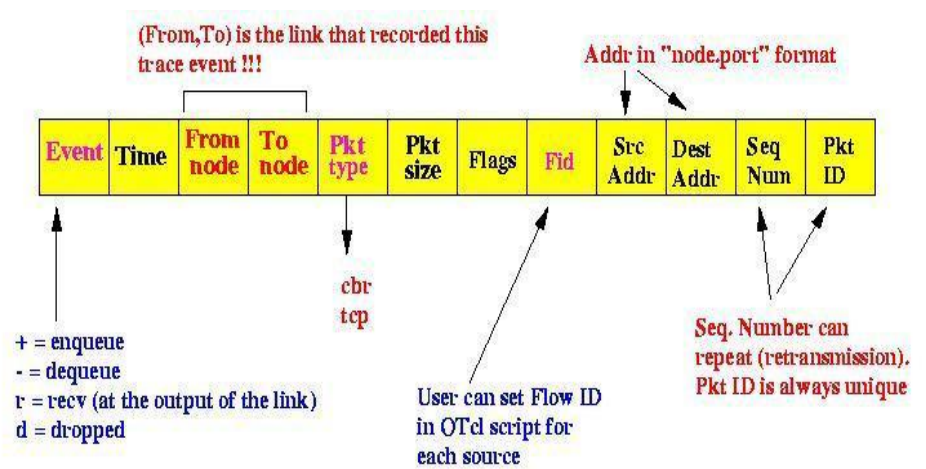 (From,To) is the link that recorded this
trace event !!!
Addr in "node.port" format
Event
Time
From
node
To
node
Pkt
type
Pkt
size
Flags
Fid
Src
Addr
Dest
Addr
Seq
Num
Pkt
ID
cbr
tcp
+ = enqueue
- = dequeue
r = recv (at the output of the link)
d = dropped
User can set Flow ID
in OTcl script for
each source
Seq. Number can
repeat (retransmission).
Pkt ID is always unique